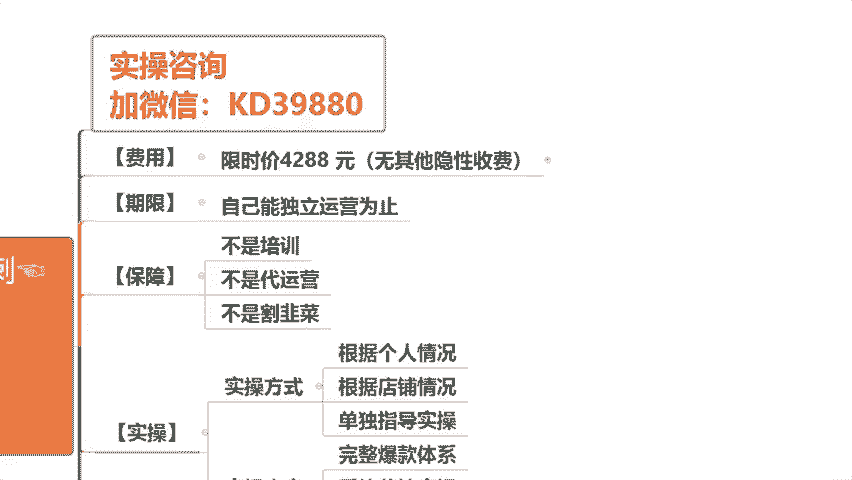 实操咨询
加微信：KD39880
【费用】
限时价4288 元（无其他隐性收费）
【期限】
自己能独立运营为止
不是培训
【保障】
不是代运营
不是割韭菜
根据个人情况
实操方式
根据店铺情况
单独指导实操
【实操】
完整爆款体系